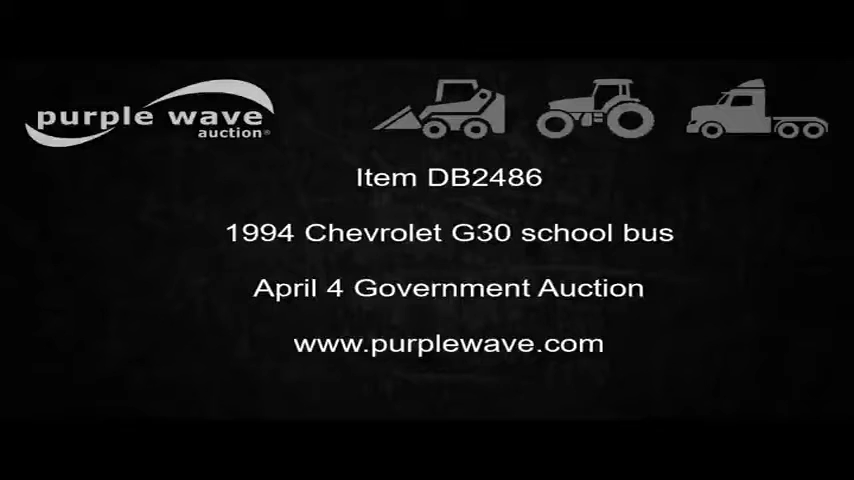 purple wave
auction®
Item DB2486
1994 Chevrolet G30 school bus
April 4 Government Auction
www.purplewave.com